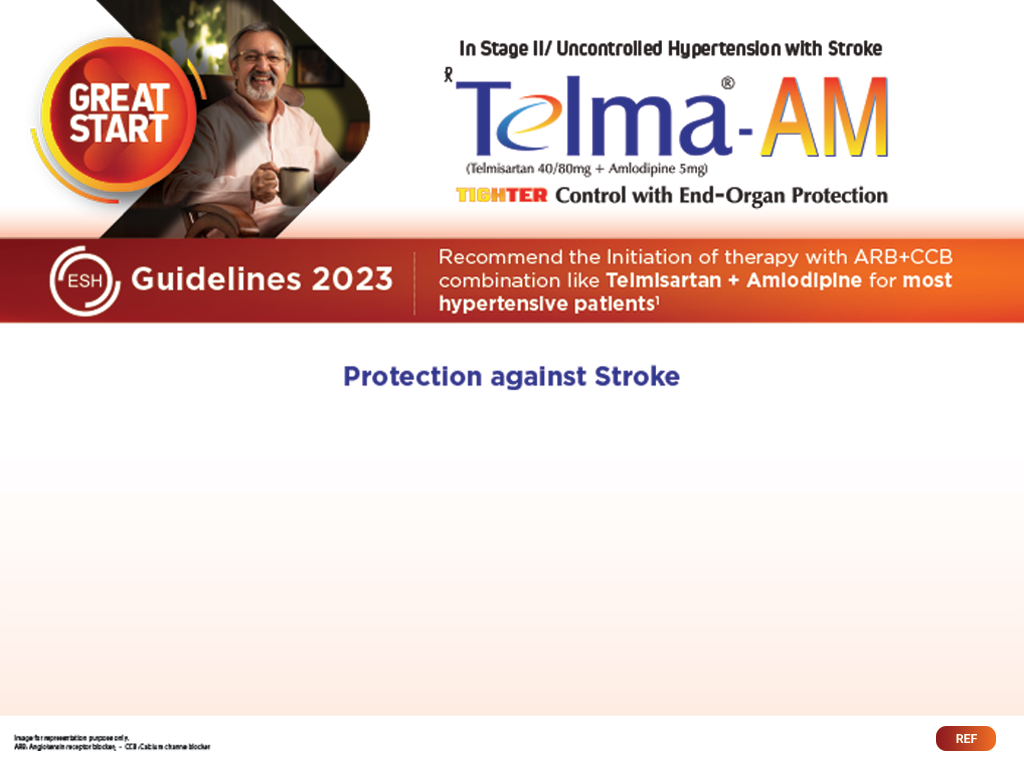 GREAT
START
In Stage II/ Uncontrolled Hypertension with Stroke
℞
Telma®-AM
(Telmisartan 40/80mg + Amlodipine 5mg)
TIGHTER Control with End-Organ Protection
ESH
Guidelines 2023
Recommend the Initiation of therapy with ARB+CCB
combination like Telmisartan + Amlodipine for most
hypertensive patients¹
Protection against Stroke
Image for representation purpose only.
ARB: Angiotensin receptor blocker, - CCB :Calcium channe blocker
REF